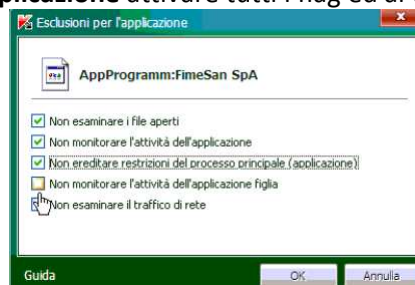 plicazione attivare tutti i flag ed al
Esclusioni per l'applicazione
AppProgramm:FimeSan SpA
Non esaminare i file aperti
Non monitorare l'attività dell'applicazione
Non ereditare restrizioni del processo principale (applicazione)
Non monitorare l'attività dell'applicazione figlia
Non esaminare il traffico di rete
Guida
OK
Annulla